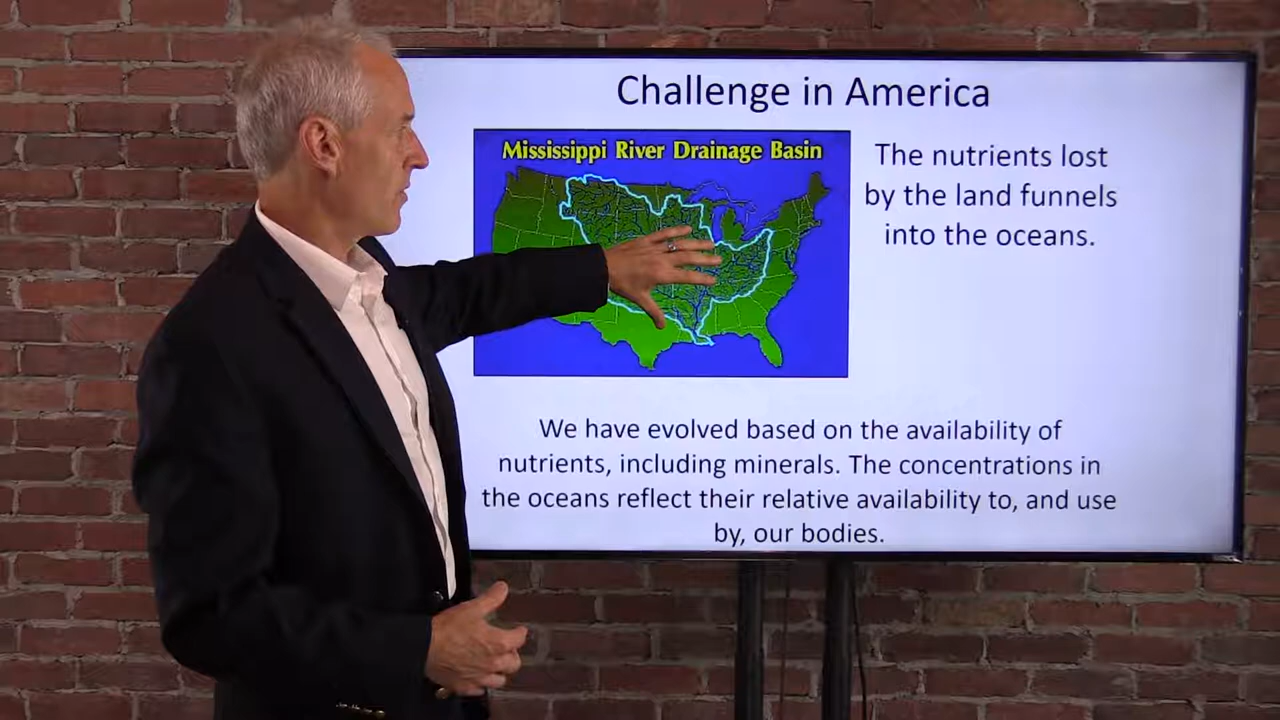 Challenge in America
Mississippi River Drainage Basin
The nutrients lost
by the land funnels
into the oceans.
We have evolved based on the availability of
nutrients, including minerals. The concentrations in
the oceans reflect their relative availability to, and use
by, our bodies.